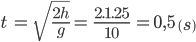 t = √(2h/g) = 2.1.25/10 = 0,5 (s)